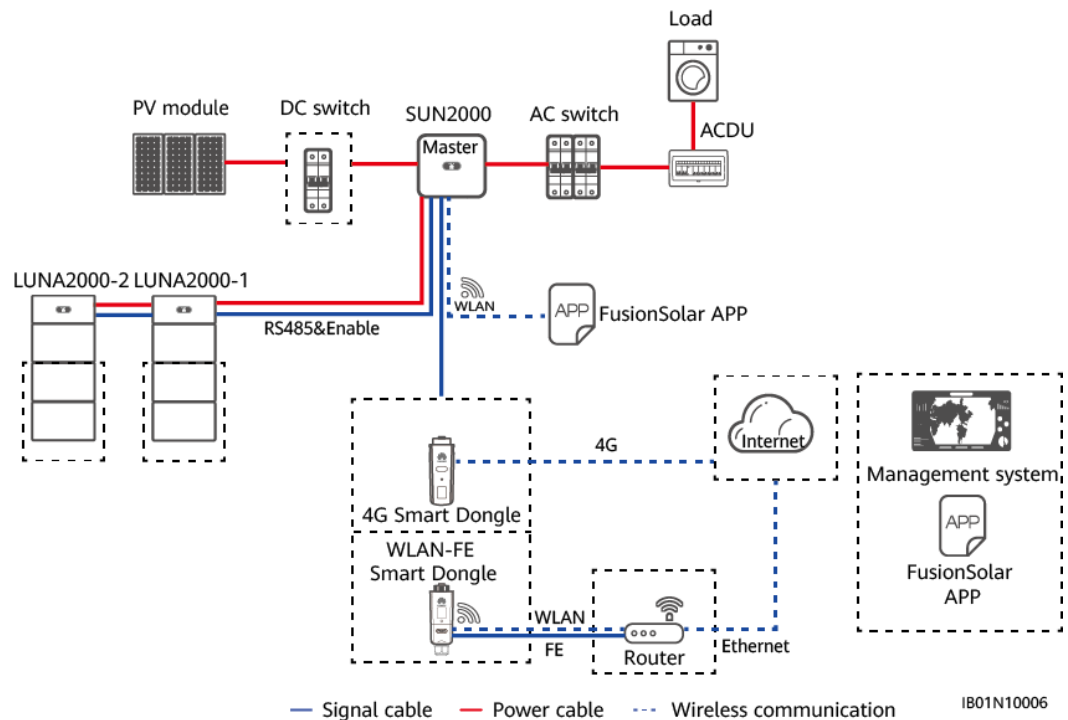 Load
PV module
DC switch
SUN2000
AC switch
Master
ACDU
LUNA2000-2
LUNA2000-1
RS485&Enable
WLAN
APP
FusionSolar APP
4G
Internet
Management system
4G Smart Dongle
APP
WLAN-FE
Smart Dongle
FusionSolar
APP
WLAN
FE
Router
Ethernet
Signal cable
Power cable
Wireless communication
IB01N10006